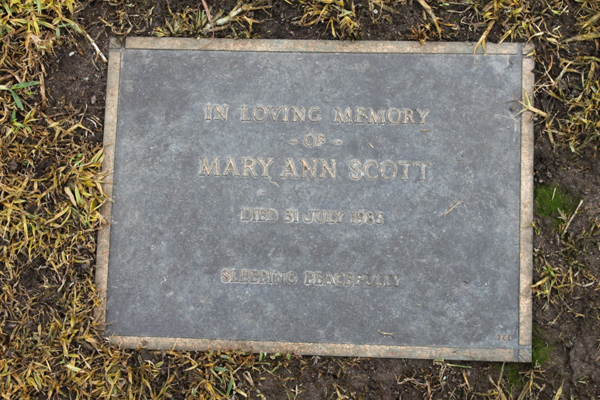 IN LOVING MEMORY
- OF -
MARY ANN SCOTT
DIED 31 JULY 1985
SLEEPING PEACEFULLY